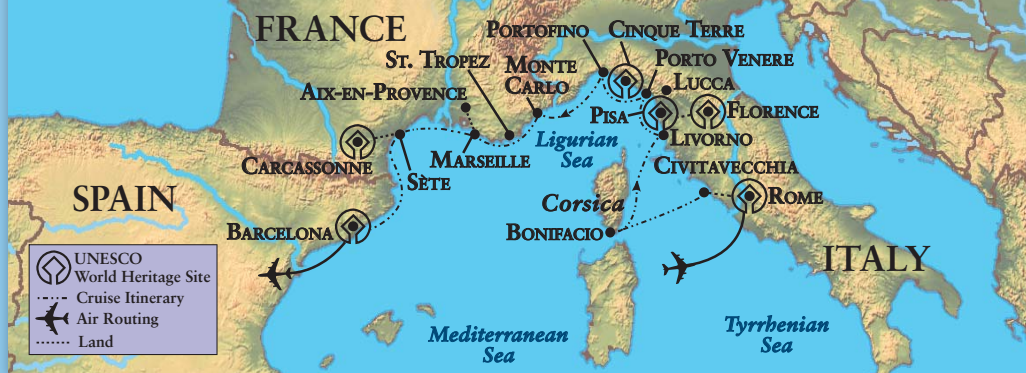 FRANCE
PORTOFINO
CINQUE TERRE
ST. TROPEZ
MONTE
CARLO
PORTO VENERE
LUCCA
AIX-EN-PROVENCE
PISA
FLORENCE
LIVORNO
Ligurian
Sea
CARCASSONNE
MARSEILLE
SÈTE
CIVITAVECCHIA
SPAIN
Corsica
ROME
BARCELONA
BONIFACIO
ITALY
UNESCO
World Heritage Site
Cruise Itinerary
Air Routing
Land
Mediterranean
Sea
Tyrrhenian
Sea